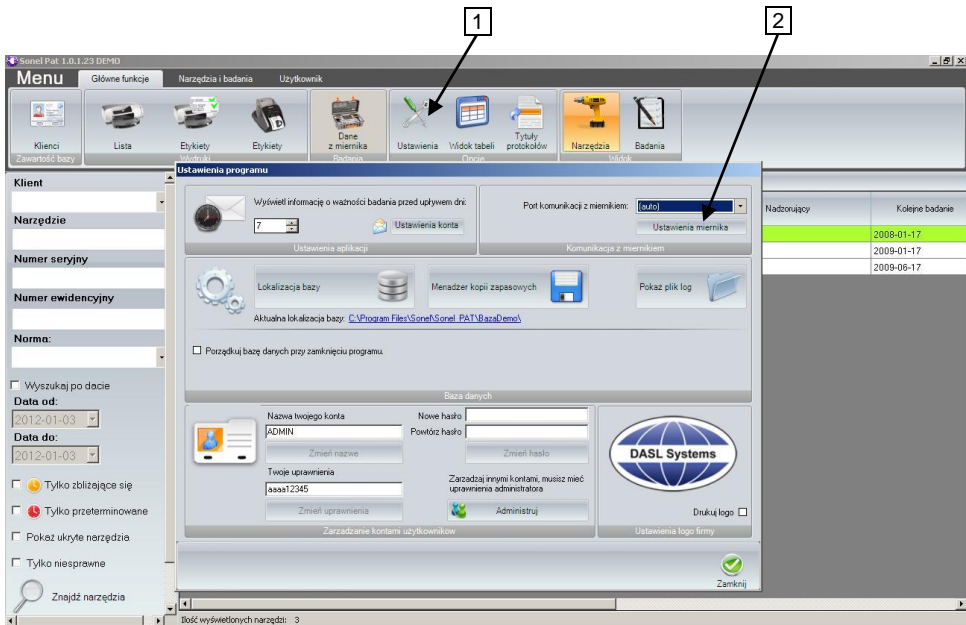 1
2
Sonel Pat 1.0.1.23 DEMO
Menu Główne funkcje Narzędzia i badania Użytkownik
Klienci
Lista
Etykiety
Etykiety
Dane
z miernika
Ustawienia
Widok tabeli
Tytuły
protokołów
Narzędzia
Badania
Zawartość bazy
Wydruki
Badania
Opcje
Widok
Klient
Narzędzie
Numer seryjny
Numer ewidencyjny
Norma:
Wyszukaj po dacie
Data od:
2012-01-03
Data do:
2012-01-03
Tylko zbliżające się
Tylko przeterminowane
Pokaż ukryte narzędzia
Tylko niesprawne
Znajdź narzędzia
Ustawienia programu
Wyświetl informację o ważności badania przed upływem dni:
7
Ustawienia konta
Ustawienia aplikacji
Port komunikacji z miernikiem: (auto)
Ustawienia miernika
Komunikacja z miernikiem
Lokalizacja bazy
Menadżer kopii zapasowych
Pokaż plik log
Aktualna lokalizacja bazy: C:\Program Files\Sonel\Sonel_PAT\BazaDemo\
Porządkuj bazę danych przy zamknięciu programu.
Baza danych
Nazwa twojego konta
ADMIN
Zmień nazwe
Twoje uprawnienia
aaaa12345
Zmień uprawnienia
Nowe hasło
Powtórz hasło
Zmień hasło
Zarzadzaj innymi kontami, musisz mieć
uprawnienia administratora
Administruj
Zarzadzanie kontami użytkowników
DASL Systems
Drukuj logo
Ustawienia logo firmy
Zamknij
Nadzorujący
Kolejne badanie
2008-01-17
2009-01-17
2009-06-17
Ilość wyświetlonych narzędzi: 3